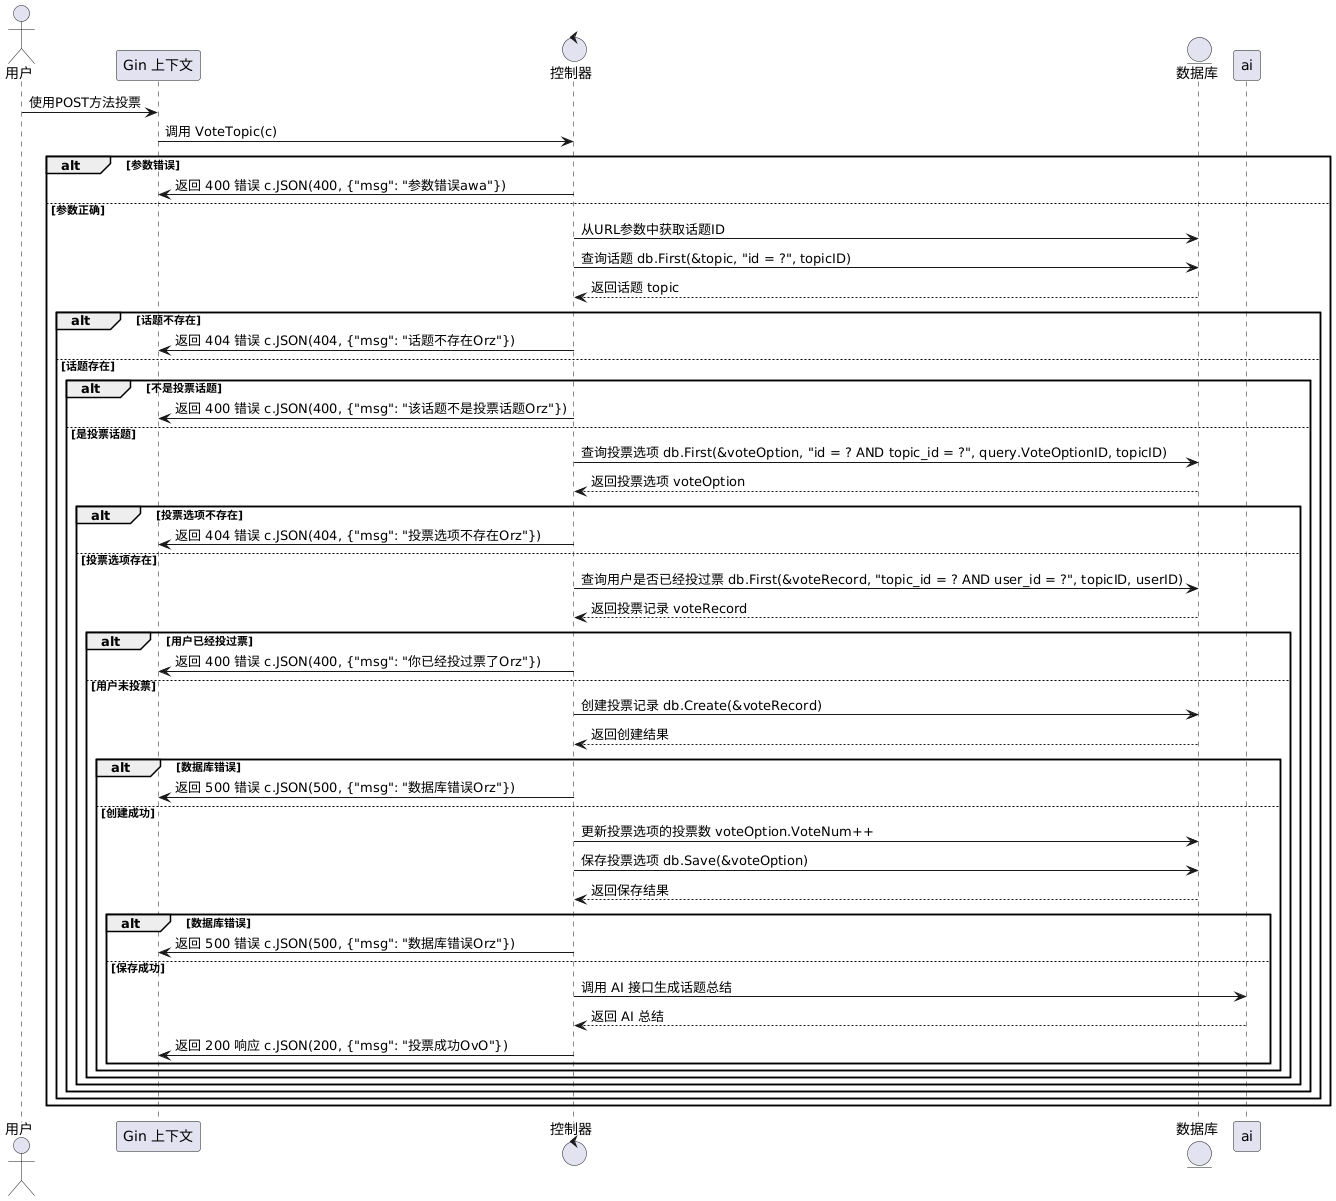 用户
Gin 上下文
控制器
数据库
ai
使用POST方法投票
调用 VoteTopic(c)
alt
[参数错误]
返回 400 错误 c.JSON(400, {"msg": "参数错误awa"})
[参数正确]
从URL参数中获取话题ID
查询话题 db.First(&topic, "id = ?", topicID)
返回话题 topic
alt
[话题不存在]
返回 404 错误 c.JSON(404, {"msg": "话题不存在Orz"})
[话题存在]
alt
[不是投票话题]
返回 400 错误 c.JSON(400, {"msg": "该话题不是投票话题Orz"})
[是投票话题]
查询投票选项 db.First(&voteOption, "id = ? AND topic_id = ?", query.VoteOptionID, topicID)
返回投票选项 voteOption
alt
[投票选项不存在]
返回 404 错误 c.JSON(404, {"msg": "投票选项不存在Orz"})
[投票选项存在]
查询用户是否已经投过票 db.First(&voteRecord, "topic_id = ? AND user_id = ?", topicID, userID)
返回投票记录 voteRecord
alt
[用户已经投过票]
返回 400 错误 c.JSON(400, {"msg": "你已经投过票了Orz"})
[用户未投票]
创建投票记录 db.Create(&voteRecord)
返回创建结果
alt
[数据库错误]
返回 500 错误 c.JSON(500, {"msg": "数据库错误Orz"})
[创建成功]
更新投票选项的投票数 voteOption.VoteNum++
保存投票选项 db.Save(&voteOption)
返回保存结果
alt
[数据库错误]
返回 500 错误 c.JSON(500, {"msg": "数据库错误Orz"})
[保存成功]
调用 AI 接口生成话题总结
返回 AI 总结
返回 200 响应 c.JSON(200, {"msg": "投票成功OvO"})
用户
Gin 上下文
控制器
数据库
ai